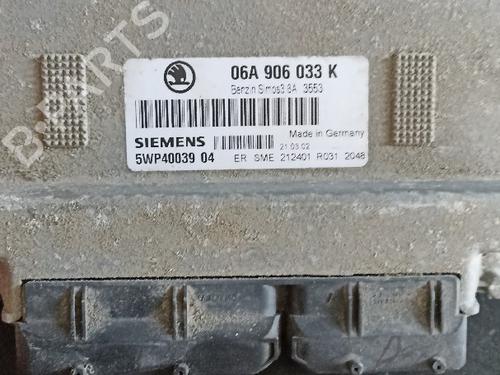 B-PARTS
06A 906 033 K
Benzin Simos3.8A 3553
Made in Germany
SIEMENS
21.03.02
5WP40039 04 ER SME 212401 R031 2048